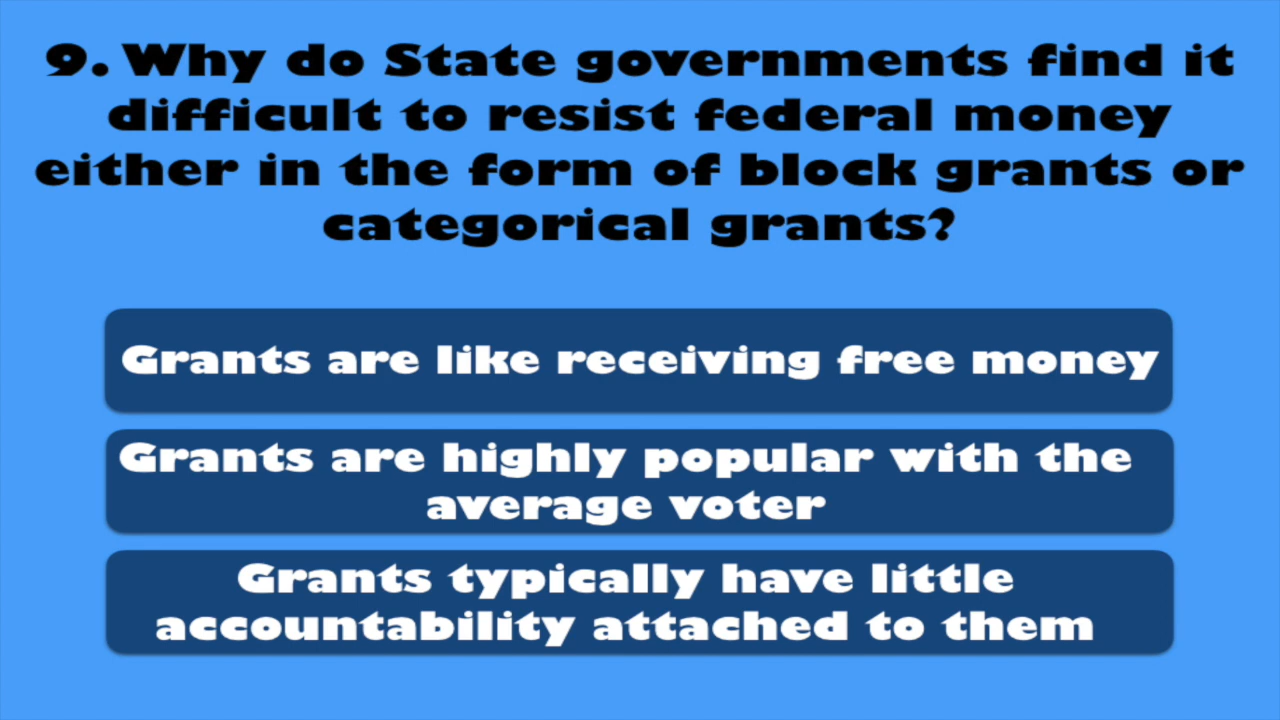 9. Why do State governments find it
difficult to resist federal money
either in the form of block grants or
categorical grants?
Grants are like receiving free money
Grants are highly popular with the
average voter
Grants typically have little
accountability attached to them